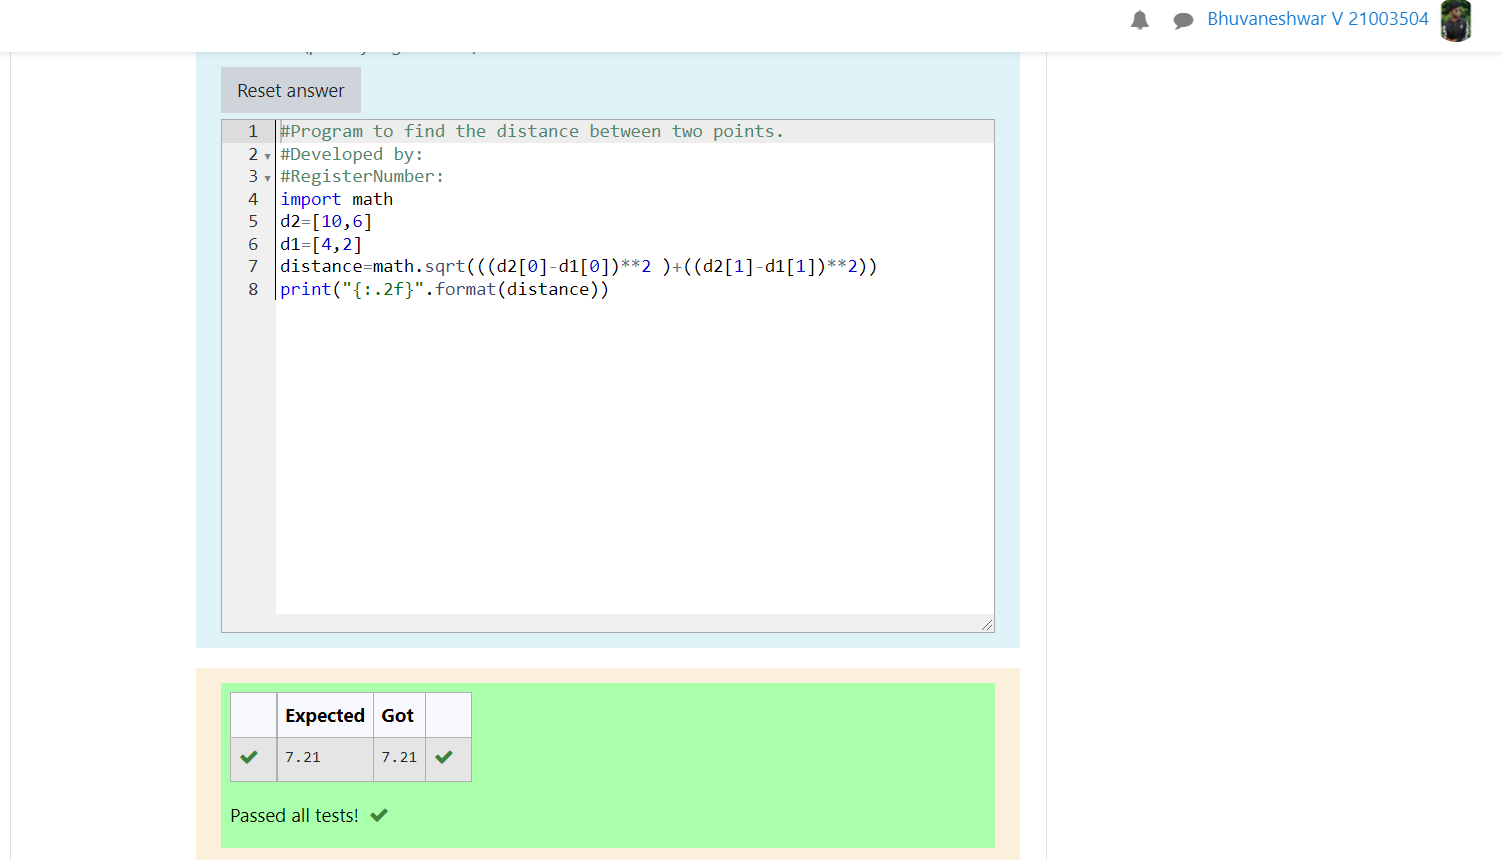 Bhuvaneshwar V 21003504
Reset answer
1 #Program to find the distance between two points.
2 #Developed by:
3 #RegisterNumber:
4 import math
5 d2=[10,6]
6 d1=[4,2]
7 distance=math.sqrt(((d2[0]-d1[0])**2 )+((d2[1]-d1[1])**2))
8 print("{:.2f}".format(distance))
Expected Got
7.21 7.21
Passed all tests!